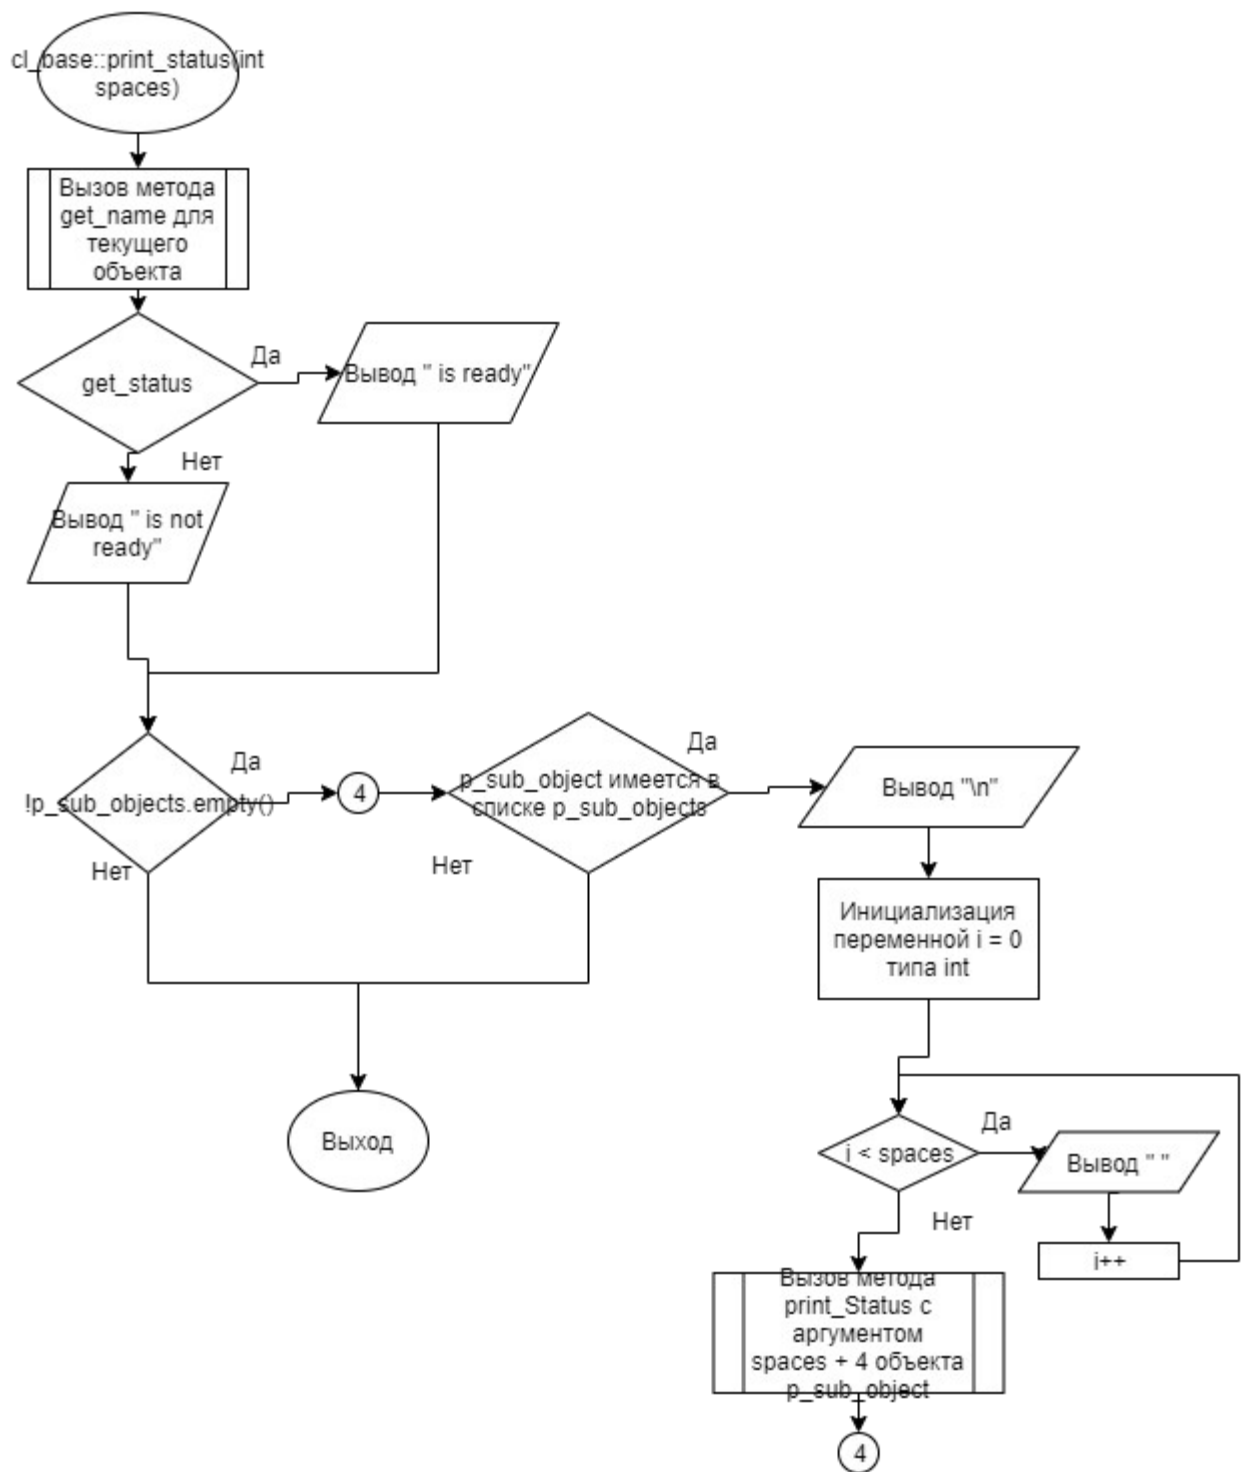 cl_base::print_status(int
spaces)
Вызов метода
get_name для
текущего
объекта
get_status
Да
Вывод " is ready"
Нет
Вывод " is not
ready"
!p_sub_objects.empty()
Да
Нет
4
p_sub_object имеется в
списке p_sub_objects
Да
Нет
Вывод "\n"
Инициализация
переменной i = 0
типа int
Выход
i < spaces
Да
Вывод " "
Нет
i++
Вызов метода
print_Status с
аргументом
spaces + 4 объекта
p_sub_object
4